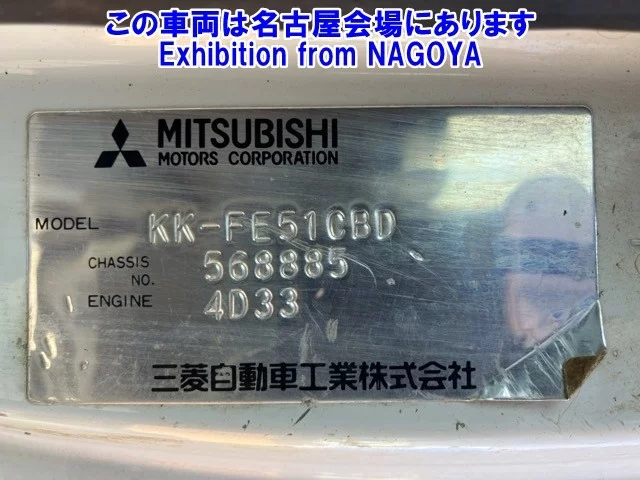 この車両は名古屋会場にあります
Exhibition from NAGOYA
MITSUBISHI
MOTORS CORPORATION
MODEL KK-FE51CBD
CHASSIS NO. 568885
ENGINE 4D33
三菱自動車工業株式会社